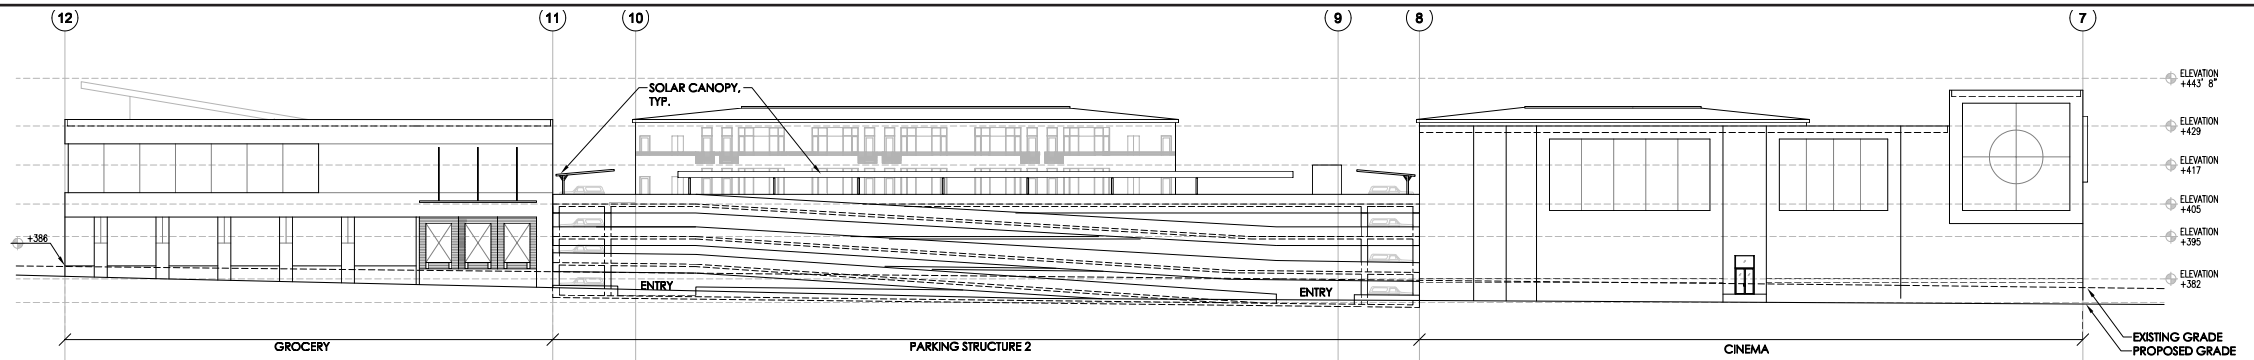 12 11 10 9 8 7
SOLAR CANOPY,
TYP.
ELEVATION
+443' 8"
ELEVATION
+429
ELEVATION
+417
ELEVATION
+405
ELEVATION
+395
ELEVATION
+382
+386
ENTRY
ENTRY
EXISTING GRADE
PROPOSED GRADE
GROCERY
PARKING STRUCTURE 2
CINEMA